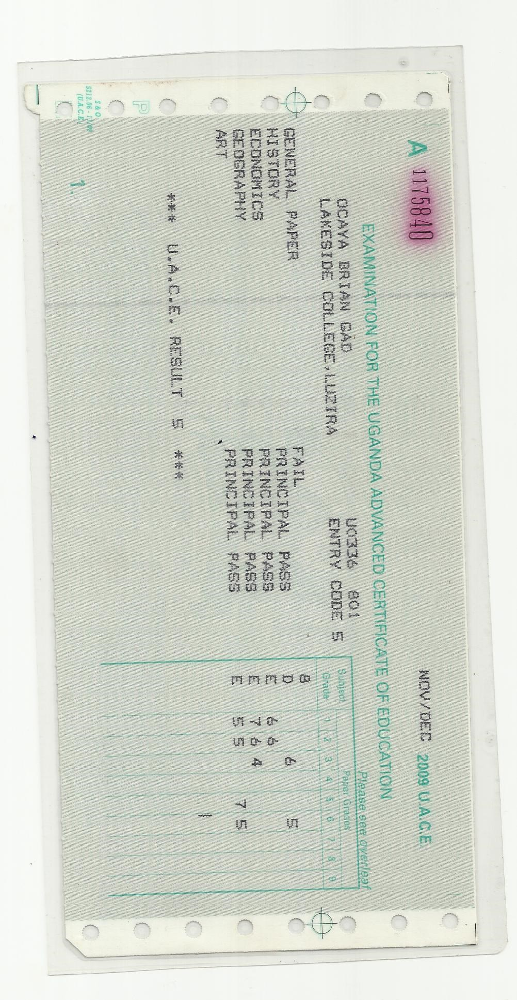 A 1175840 NOV/DEC 2009 U.A.C.E.
EXAMINATION FOR THE UGANDA ADVANCED CERTIFICATE OF EDUCATION
Please see overleaf
OCAYA BRIAN GAD U0336 801
LAKESIDE COLLEGE,LUZIRA ENTRY CODE 5
Subject Grade Paper Grades
1 2 3 4 5 6 7 8 9
GENERAL PAPER FAIL 8
HISTORY PRINCIPAL PASS D 6 5
ECONOMICS PRINCIPAL PASS E 6 6
GEOGRAPHY PRINCIPAL PASS E 7 6 4
ART PRINCIPAL PASS E 5 5 7 5
*** U.A.C.E. RESULT 5 ***
1.
P
S & O
5212.06 - 11/08
(U.A.C.E.)